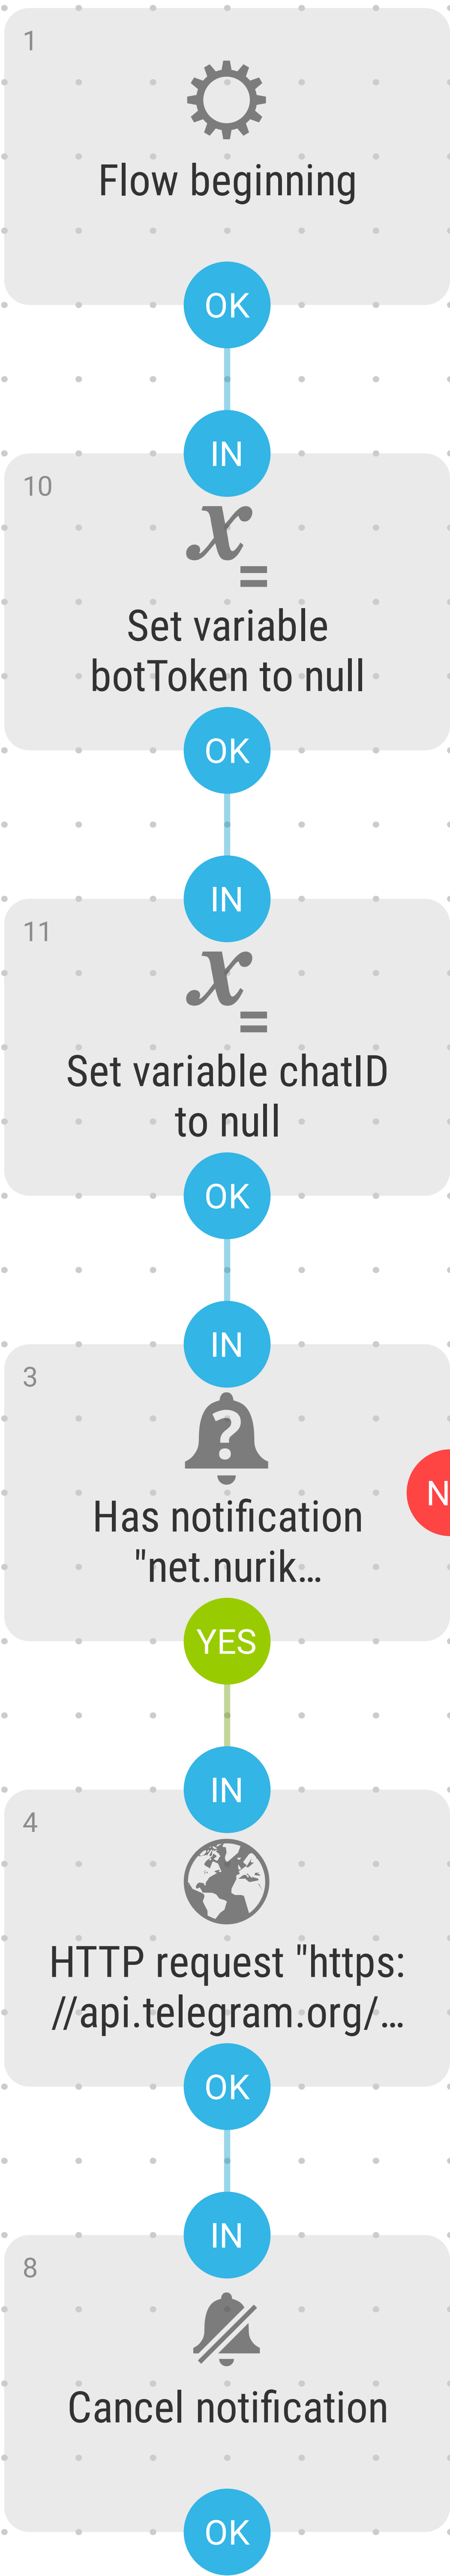 1
Flow beginning
OK
IN
10
x
=
Set variable
botToken to null
OK
IN
11
x
=
Set variable chatID
to null
OK
IN
3
?
Has notification
"net.nurik…
N
YES
IN
4
HTTP request "https:
//api.telegram.org/…
OK
IN
8
Cancel notification
OK